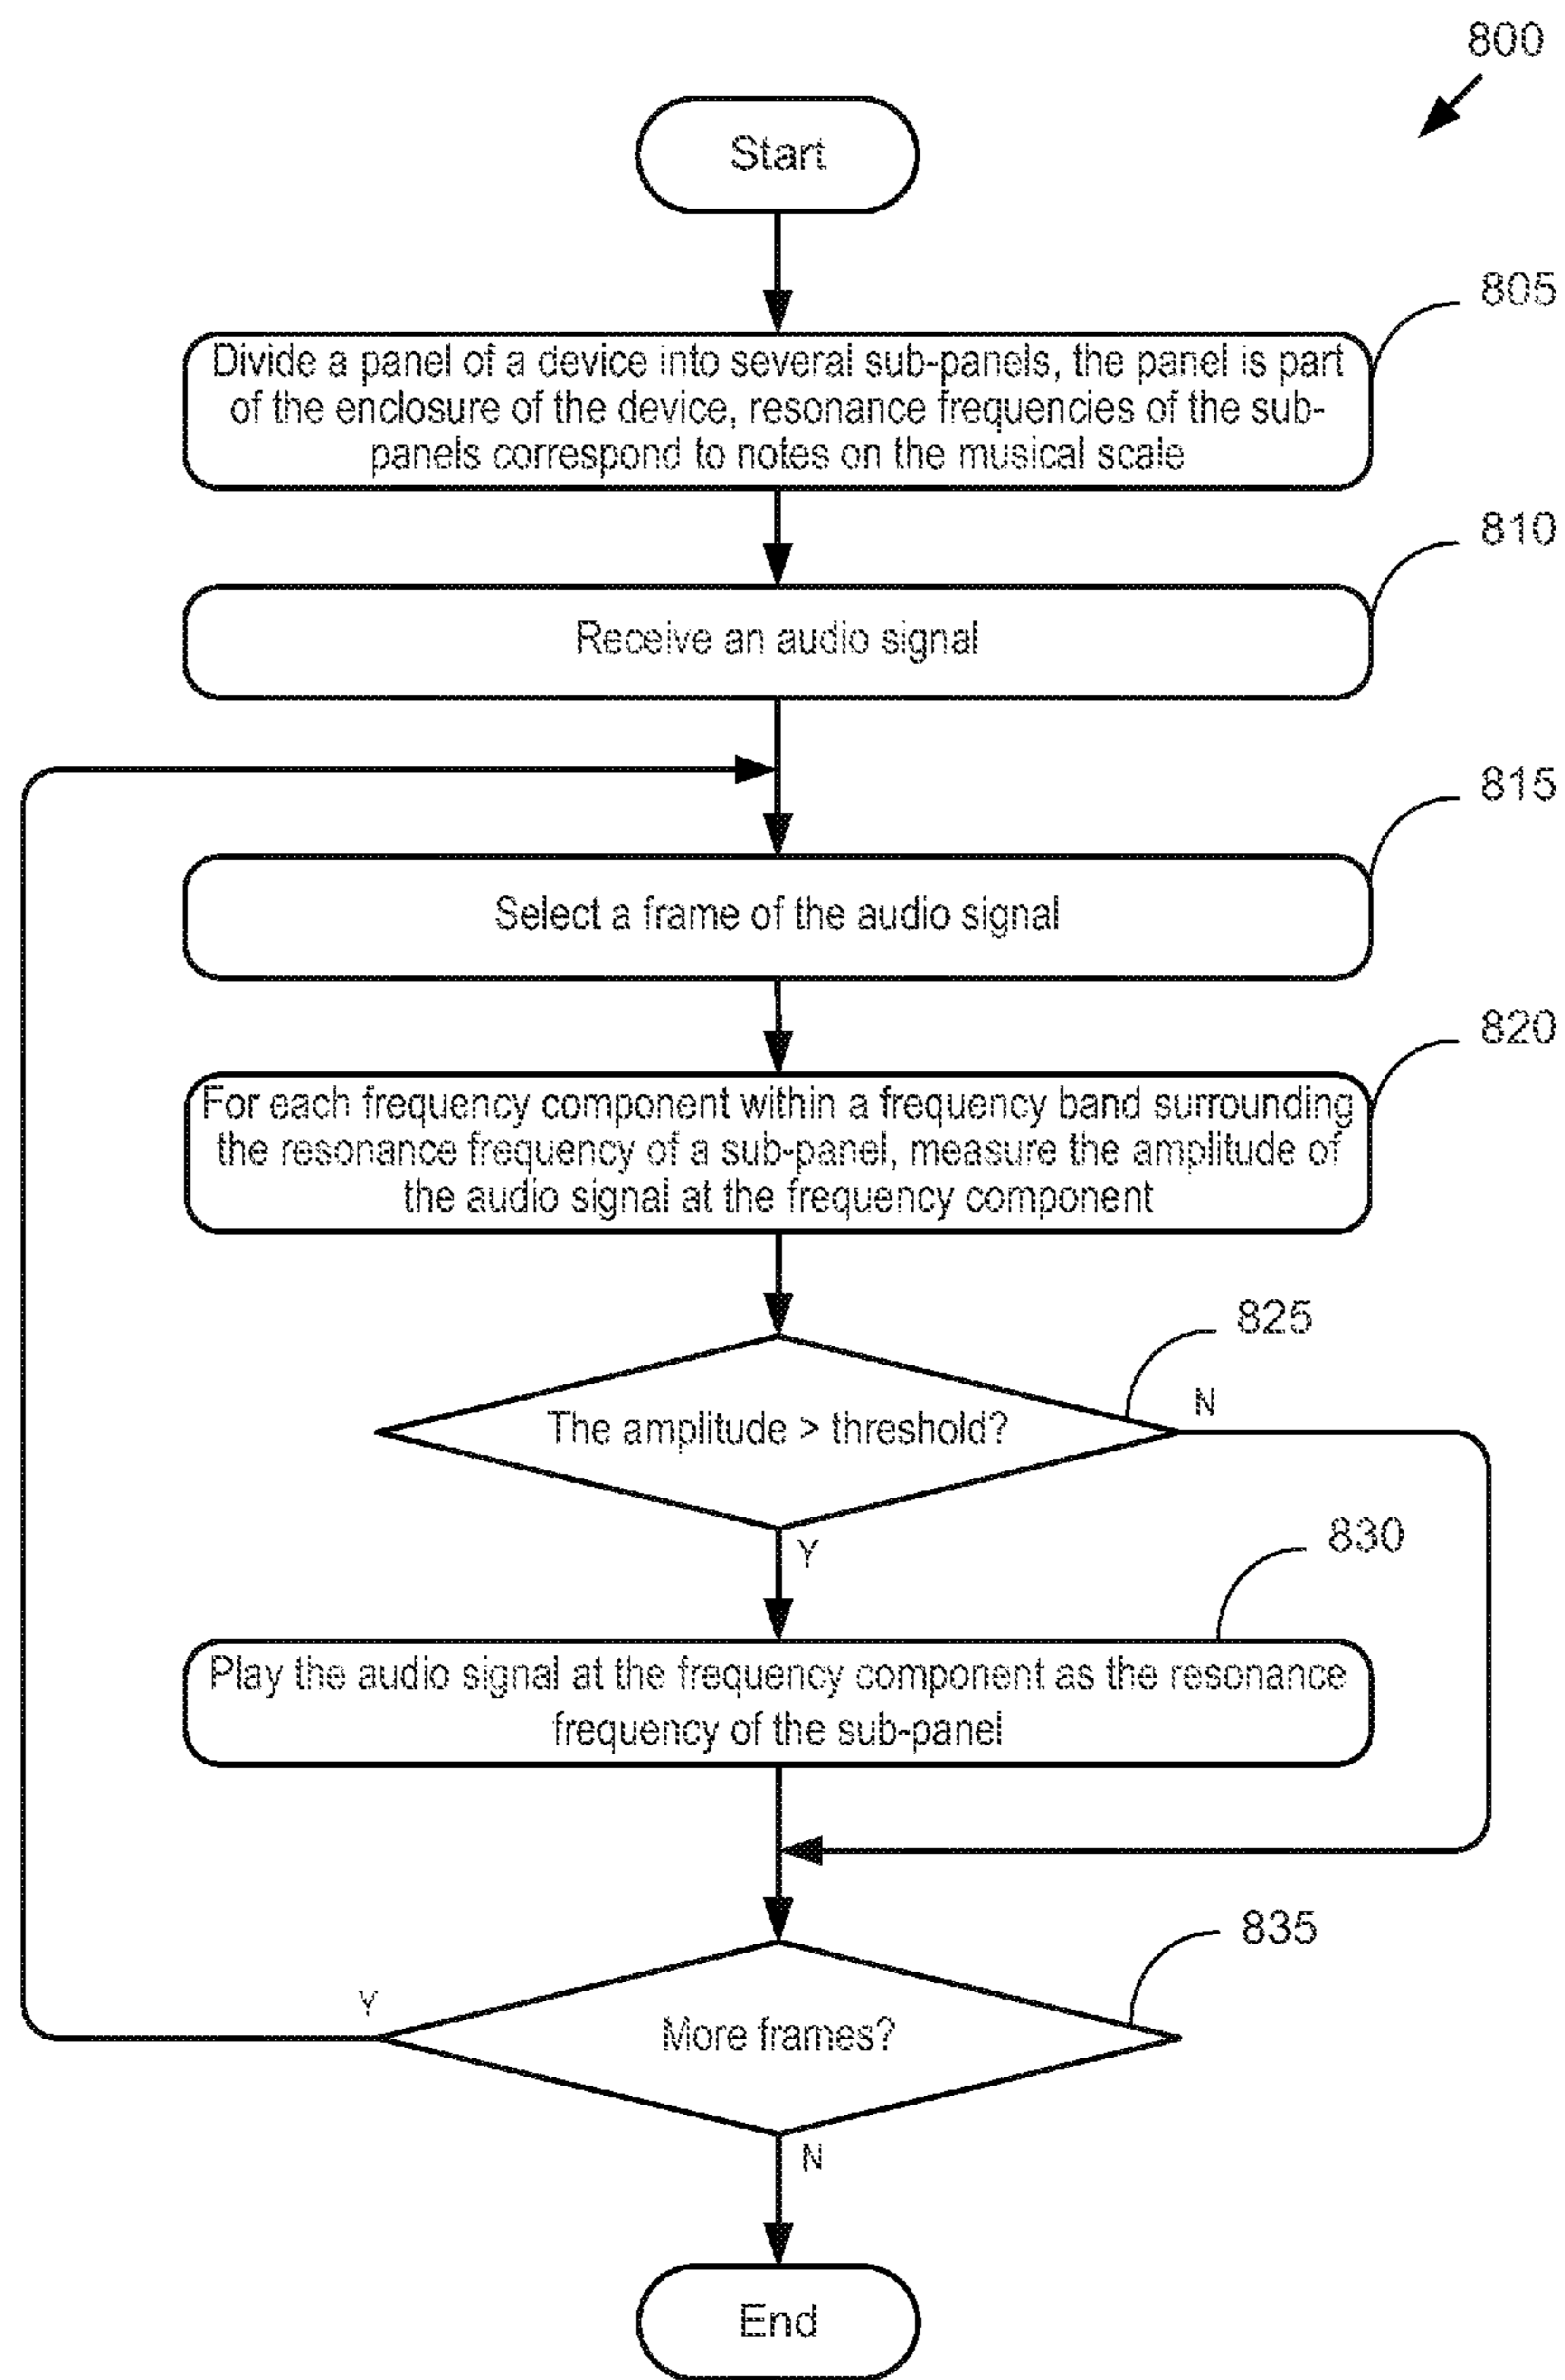 800
Start
805
Divide a panel of a device into several sub-panels, the panel is part
of the enclosure of the device, resonance frequencies of the sub-
panels correspond to notes on the musical scale
810
Receive an audio signal
815
Select a frame of the audio signal
820
For each frequency component within a frequency band surrounding
the resonance frequency of a sub-panel, measure the amplitude of
the audio signal at the frequency component
825
The amplitude > threshold?
N
Y
830
Play the audio signal at the frequency component as the resonance
frequency of the sub-panel
835
Y
More frames?
N
End